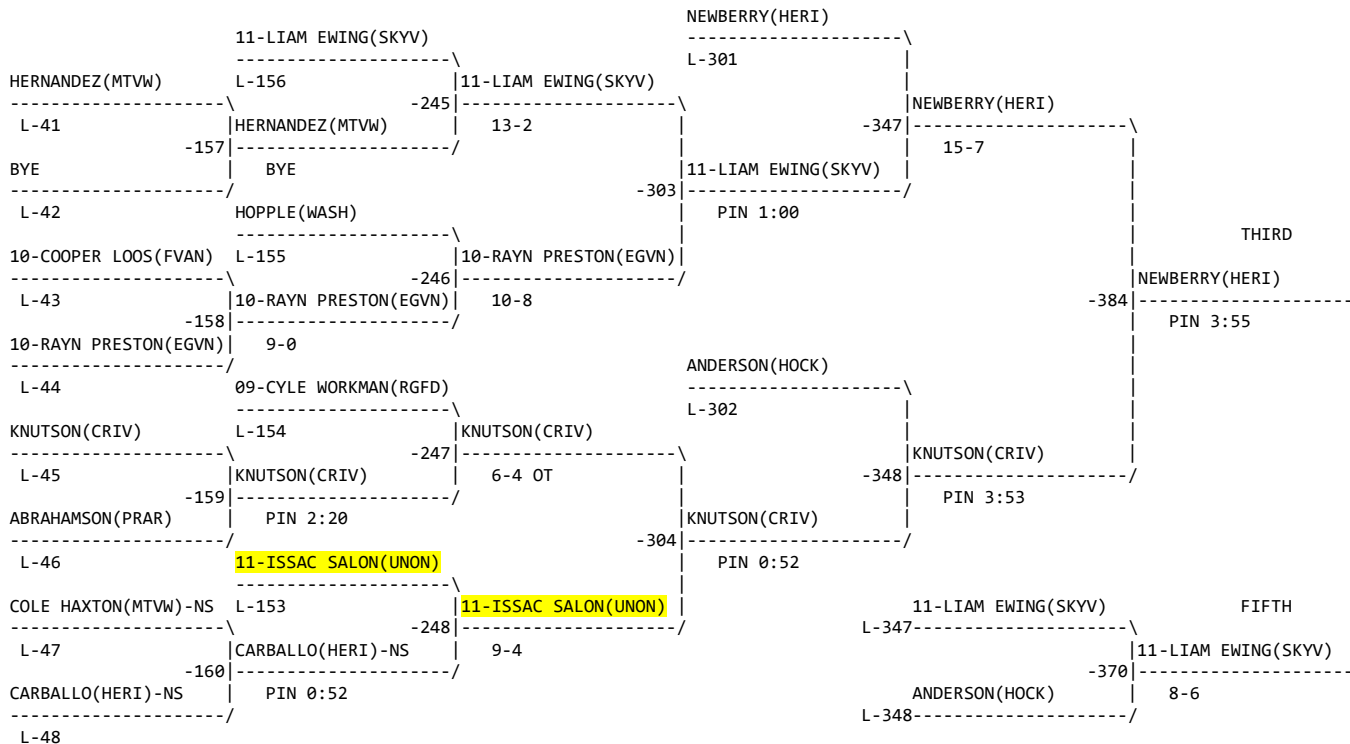 NEWBERRY(HERI)
11-LIAM EWING(SKYV)
L-301
HERNANDEZ(MTVW) L-156 11-LIAM EWING(SKYV)
-245 NEWBERRY(HERI)
L-41 HERNANDEZ(MTVW) 13-2 -347
-157 15-7
BYE BYE 11-LIAM EWING(SKYV)
-303
L-42 HOPPLE(WASH) PIN 1:00
THIRD
10-COOPER LOOS(FVAN) L-155 10-RAYN PRESTON(EGVN)
-246 NEWBERRY(HERI)
L-43 10-RAYN PRESTON(EGVN) 10-8 -384
-158 PIN 3:55
10-RAYN PRESTON(EGVN) 9-0
ANDERSON(HOCK)
L-44 09-CYLE WORKMAN(RGFD)
L-302
KNUTSON(CRIV) L-154 KNUTSON(CRIV)
-247 KNUTSON(CRIV)
L-45 KNUTSON(CRIV) 6-4 OT -348
-159 PIN 3:53
ABRAHAMSON(PRAR) PIN 2:20 KNUTSON(CRIV)
-304
L-46 11-ISSAC SALON(UNON) PIN 0:52
COLE HAXTON(MTVW)-NS L-153 11-ISSAC SALON(UNON) 11-LIAM EWING(SKYV) FIFTH
-248 L-347
L-47 CARBALLO(HERI)-NS 9-4 11-LIAM EWING(SKYV)
-160 -370
CARBALLO(HERI)-NS PIN 0:52 ANDERSON(HOCK) 8-6
L-348
L-48